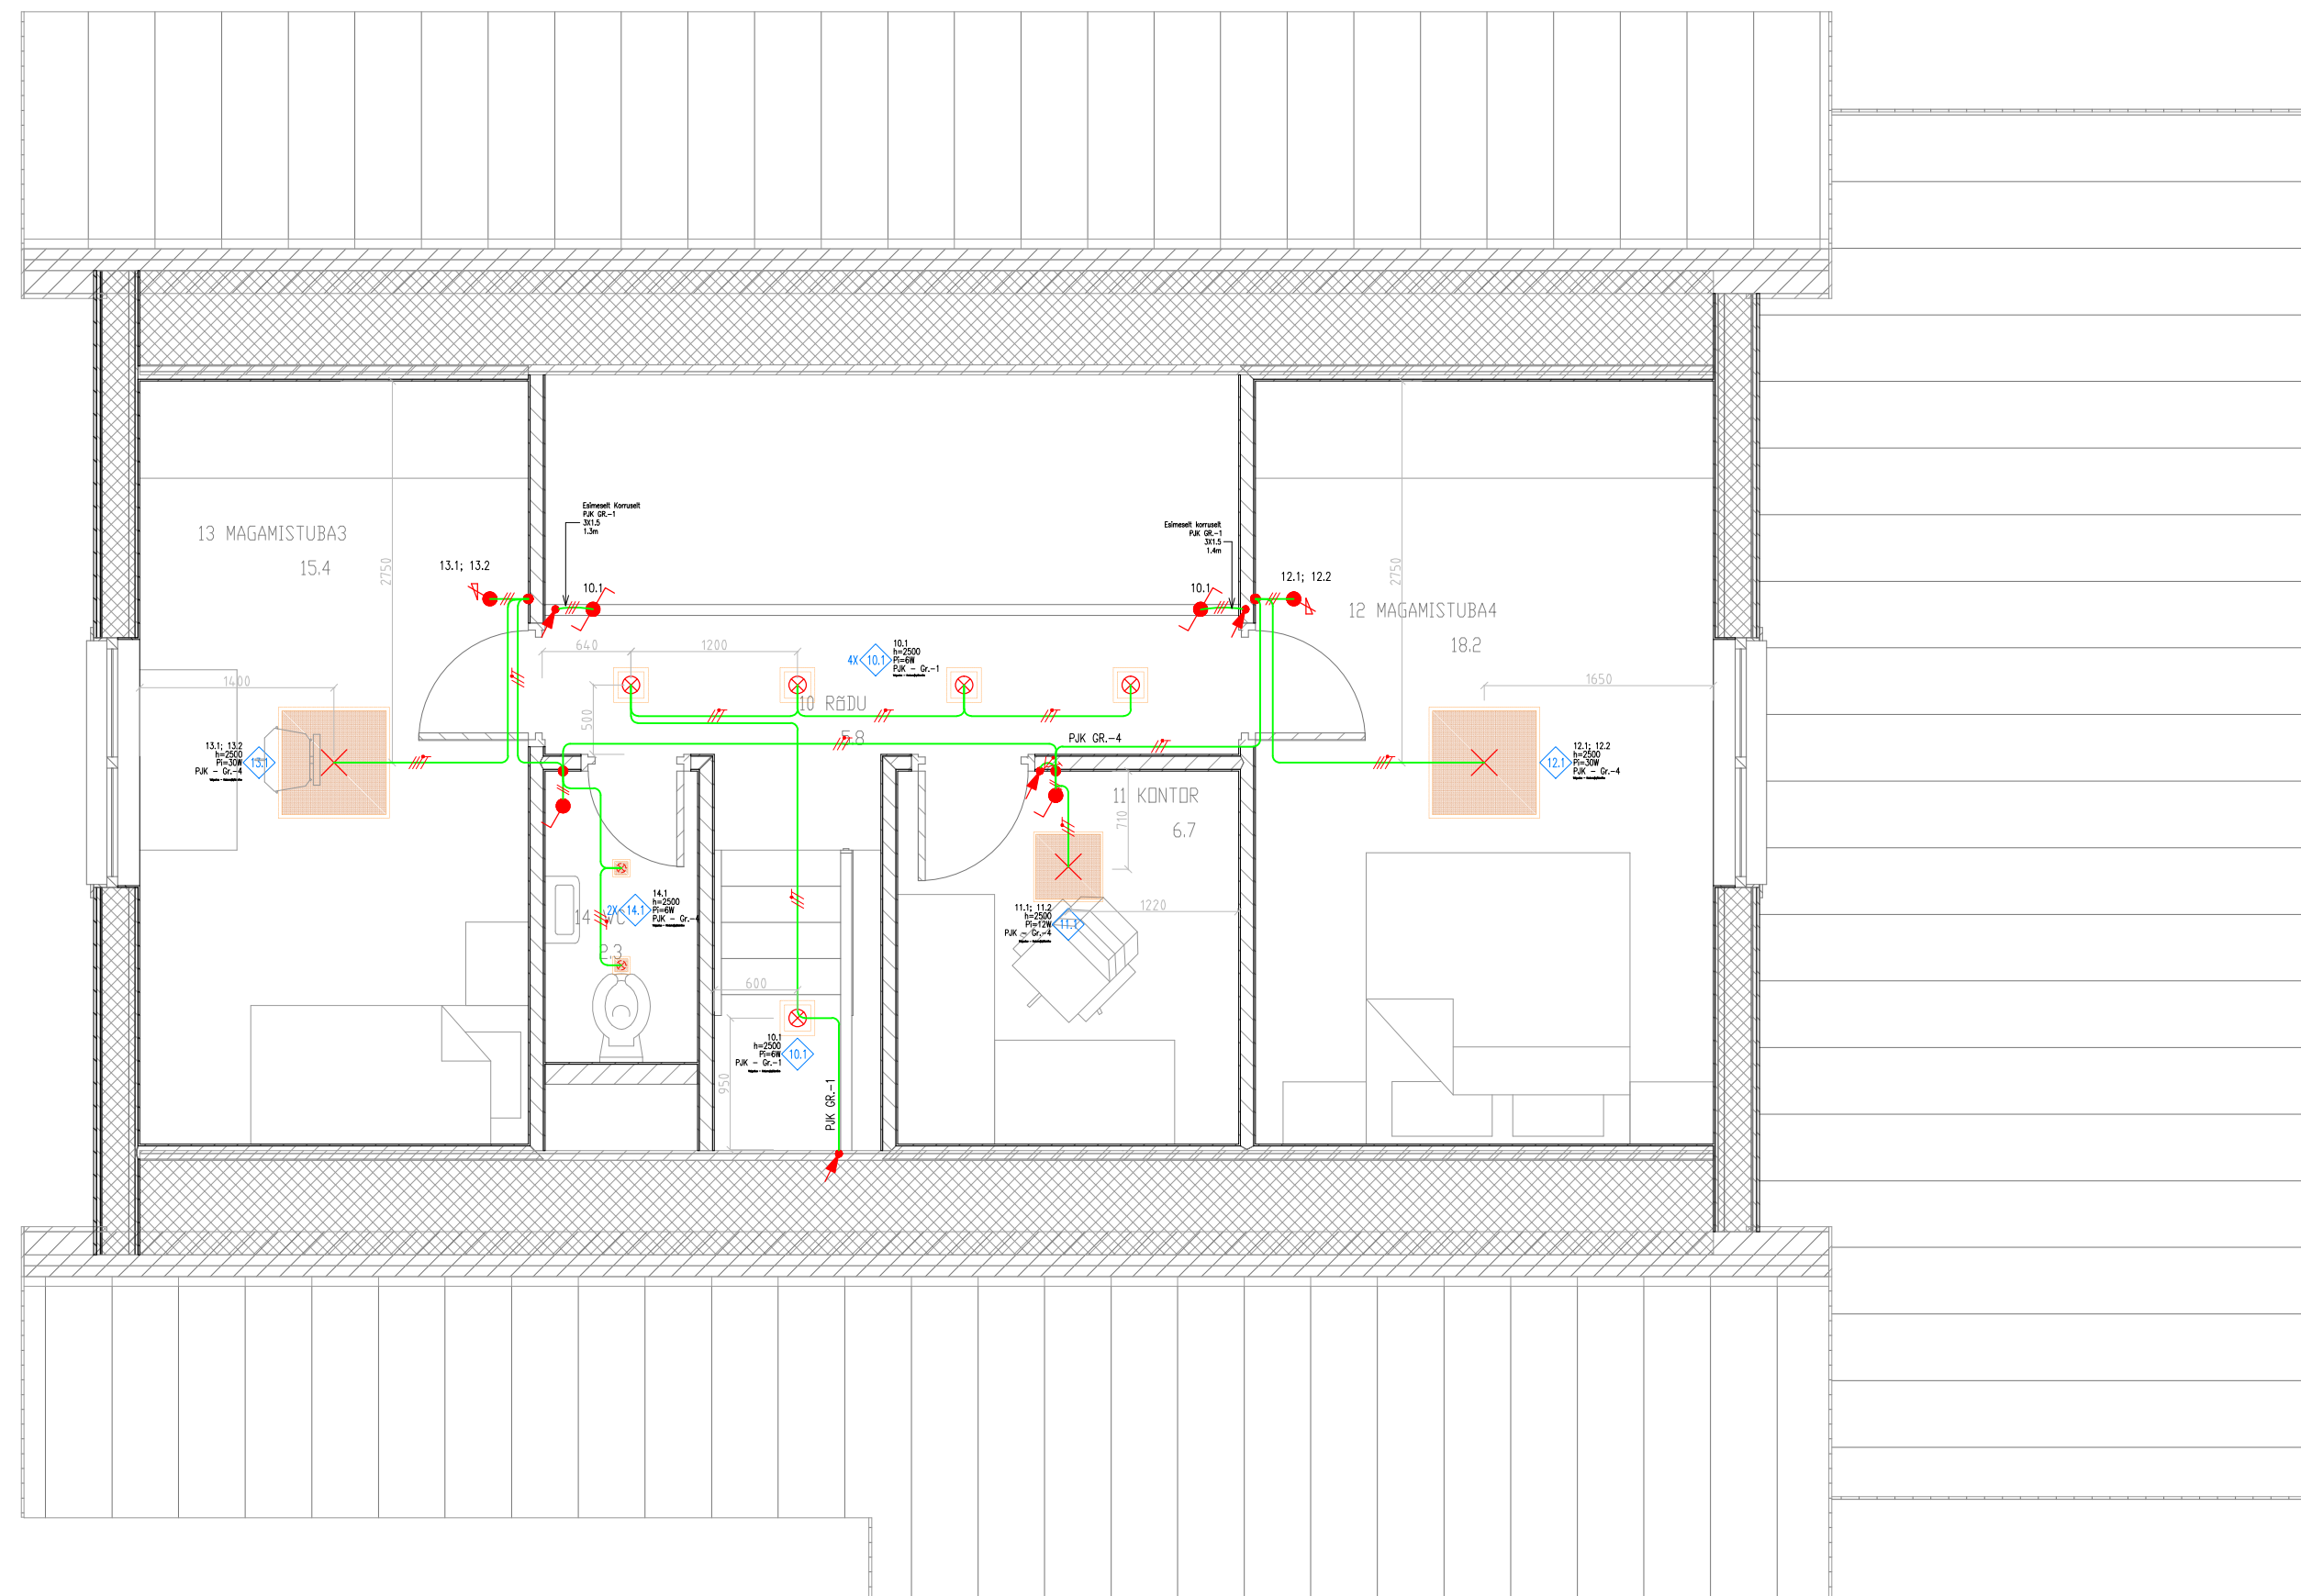 Esimeselt Korruselt
PJK GR.-1
3X1.5
1.3m
Esimeselt korruselt
PJK GR.-1
3X1.5
1.4m
13 MAGAMISTUBA3
15.4
2750
13.1; 13.2
10.1
10.1
12.1; 12.2
2750
12 MAGAMISTUBA4
18.2
640
1200
4X 10.1
10.1
h=2500
Pi=6W
PJK - Gr.-1
1400
1650
500
10 RÕDU
5.8
PJK GR.-4
13.1; 13.2
h=2500
Pi=30W
PJK - Gr.-4
13.1
12.1
12.1; 12.2
h=2500
Pi=30W
PJK - Gr.-4
11 KONTOR
6.7
710
14 WC
2.3
2X 14.1
14.1
h=2500
Pi=6W
PJK - Gr.-4
11.1; 11.2
h=2500
Pi=12W
PJK - Gr.-4
11.1
1220
600
10.1
h=2500
Pi=6W
PJK - Gr.-1
10.1
950
PJK GR.-1